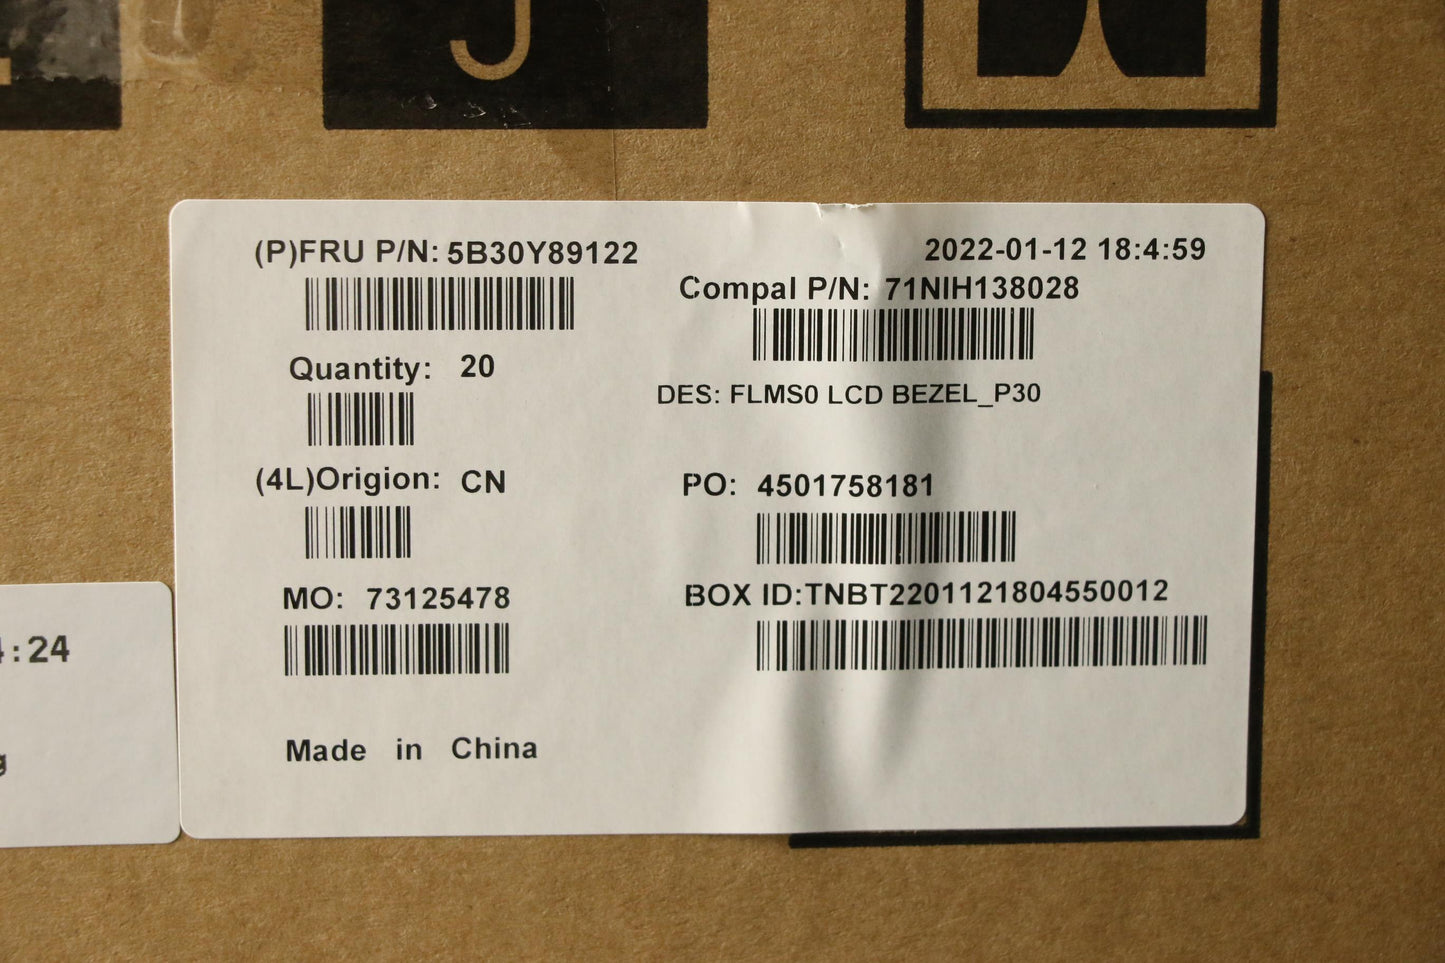 (P)FRU P/N: 5B30Y89122
2022-01-12 18:4:59
Compal P/N: 71NIH138028
Quantity: 20
DES: FLMS0 LCD BEZEL_P30
(4L)Origion: CN
PO: 4501758181
MO: 73125478
BOX ID:TNBT2201121804550012
Made in China
:24